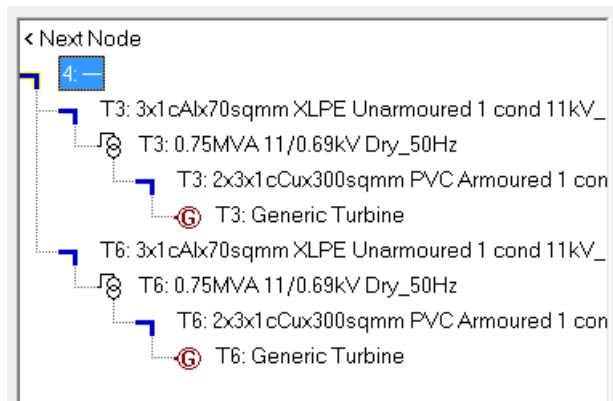 < Next Node
4: —
T3: 3x1cAlx70sqmm XLPE Unarmoured 1 cond 11kV_
T3: 0.75MVA 11/0.69kV Dry_50Hz
T3: 2x3x1cCux300sqmm PVC Armoured 1 con
G T3: Generic Turbine
T6: 3x1cAlx70sqmm XLPE Unarmoured 1 cond 11kV_
T6: 0.75MVA 11/0.69kV Dry_50Hz
T6: 2x3x1cCux300sqmm PVC Armoured 1 con
G T6: Generic Turbine